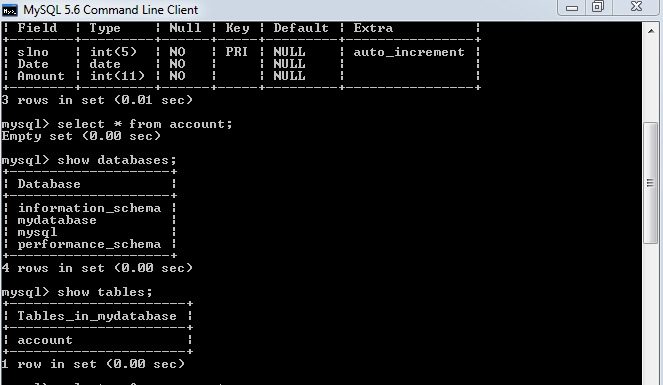 MySQL 5.6 Command Line Client
| Field | Type | Null | Key | Default | Extra |
+--------+---------+------+-----+---------+----------------+
| slno | int(5) | NO | PRI | NULL | auto_increment |
| Date | date | NO | | NULL | |
| Amount | int(11) | NO | | NULL | |
+--------+---------+------+-----+---------+----------------+
3 rows in set (0.01 sec)
mysql> select * from account;
Empty set (0.00 sec)
mysql> show databases;
+--------------------+
| Database |
+--------------------+
| information_schema |
| mydatabase |
| mysql |
| performance_schema |
+--------------------+
4 rows in set (0.00 sec)
mysql> show tables;
+----------------------+
| Tables_in_mydatabase |
+----------------------+
| account |
+----------------------+
1 row in set (0.00 sec)